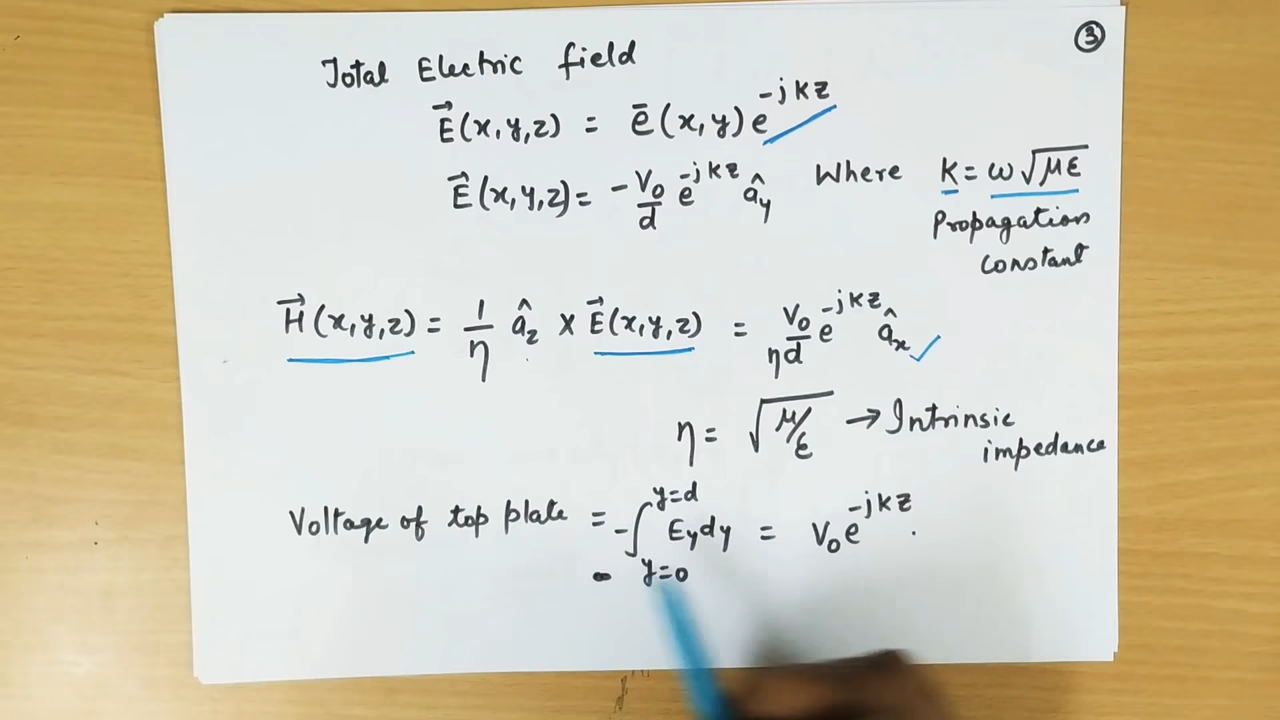 ③
Total Electric field
E⃗(x,y,z) = ē(x,y) e^{-jkz}
E⃗(x,y,z) = -V₀/d e^{-jkz} â_y Where k = ω√με
Propagation
constant
H⃗(x,y,z) = 1/η â_z × E⃗(x,y,z) = V₀/ηd e^{-jkz} â_x ✓
η = √μ/ε → Intrinsic
impedance
Voltage of top plate = -∫_{y=0}^{y=d} E_y dy = V₀e^{-jkz}.